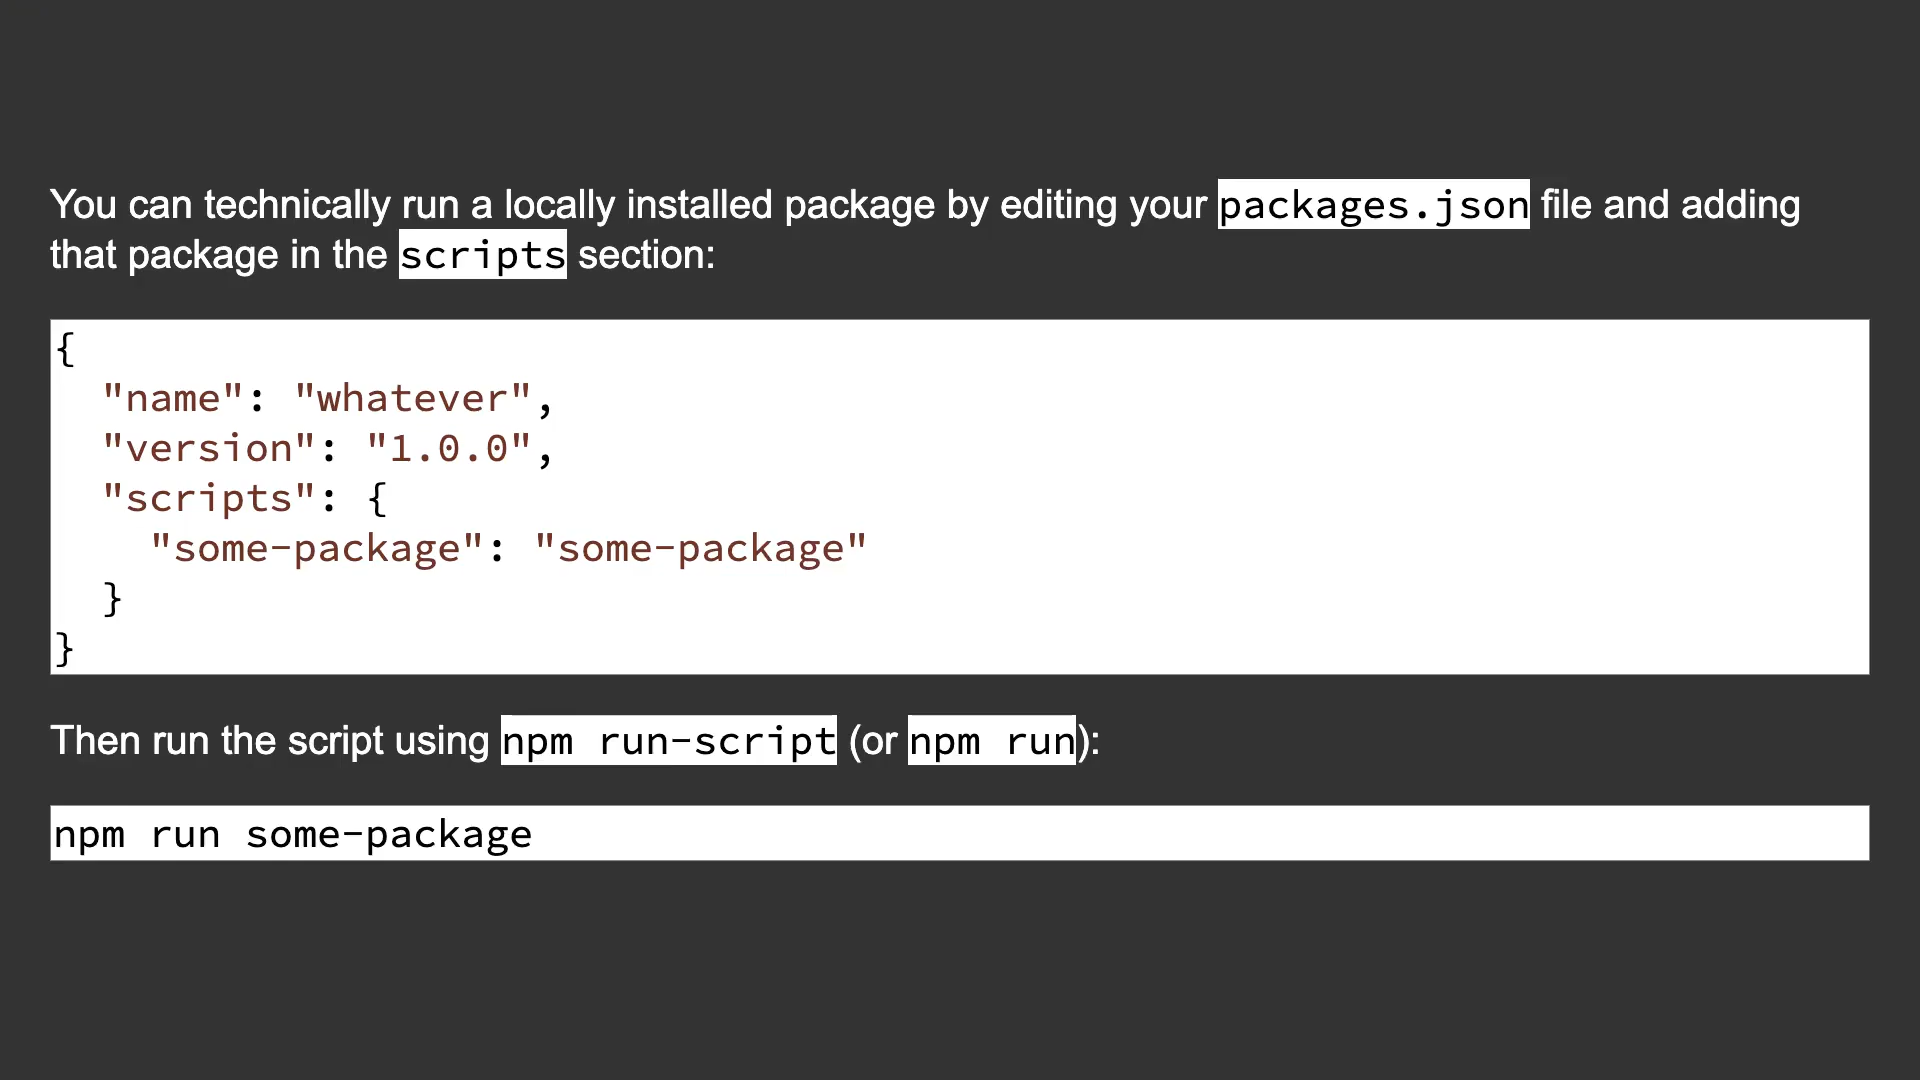 You can technically run a locally installed package by editing your packages.json file and adding
that package in the scripts section:
{
  "name": "whatever",
  "version": "1.0.0",
  "scripts": {
    "some-package": "some-package"
  }
}
Then run the script using npm run-script (or npm run):
npm run some-package